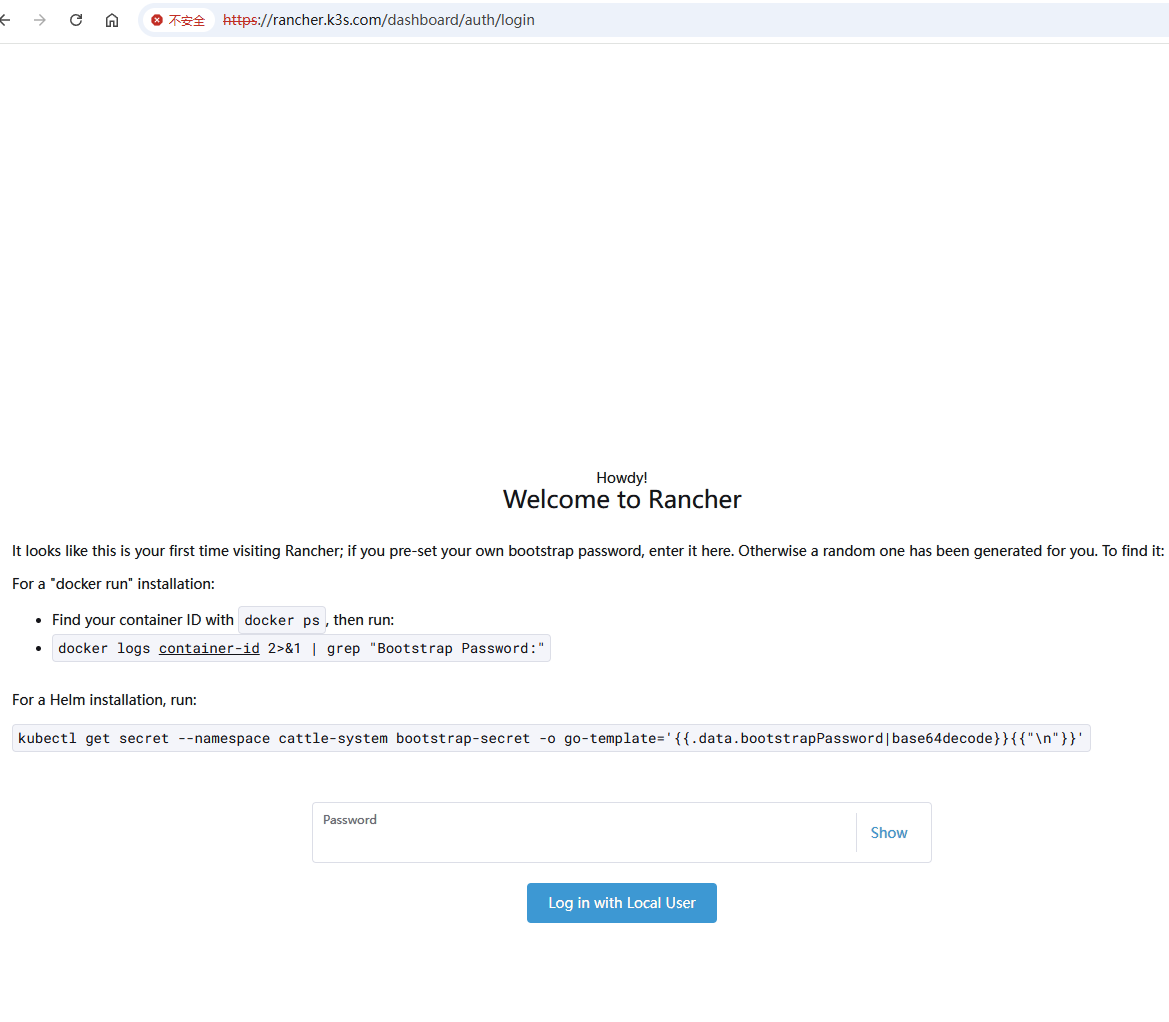 不安全 https://rancher.k3s.com/dashboard/auth/login
Howdy!
Welcome to Rancher
It looks like this is your first time visiting Rancher; if you pre-set your own bootstrap password, enter it here. Otherwise a random one has been generated for you. To find it:
For a "docker run" installation:
Find your container ID with docker ps, then run:
docker logs container-id 2>&1 | grep "Bootstrap Password:"
For a Helm installation, run:
kubectl get secret --namespace cattle-system bootstrap-secret -o go-template='{{.data.bootstrapPassword|base64decode}}{{"\n"}}'
Password
Show
Log in with Local User